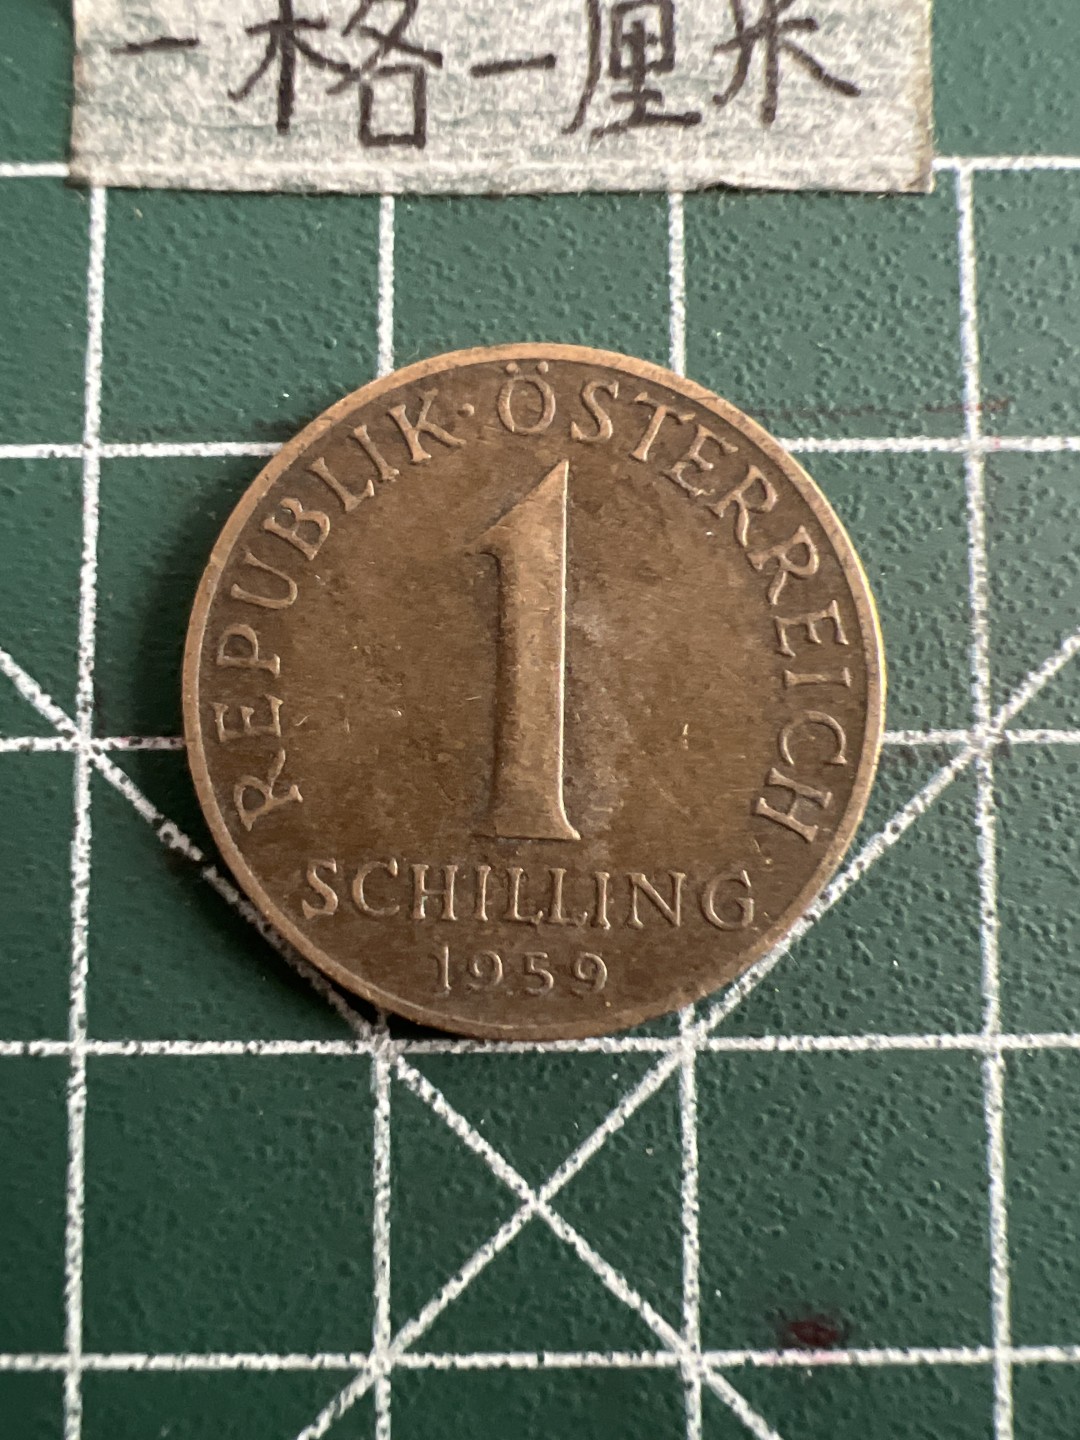 一格一厘米
REPUBLIK·ÖSTERREICH
1
SCHILLING
1959